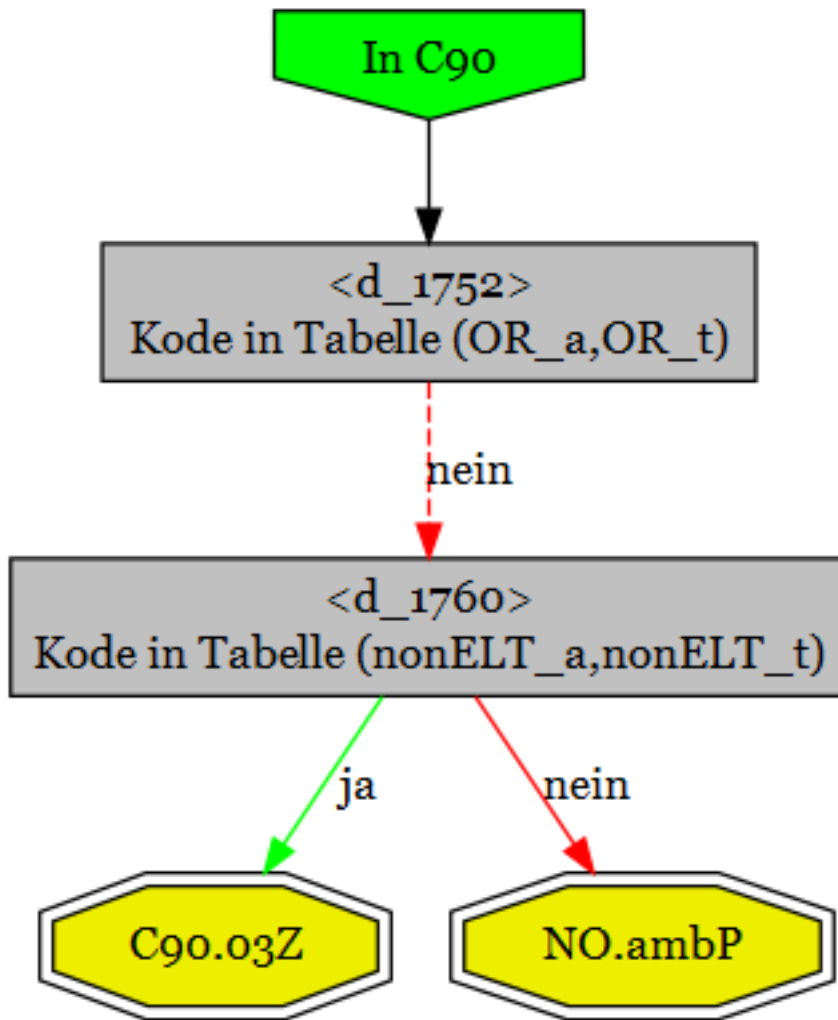 In C90
<d_1752>
Kode in Tabelle (OR_a,OR_t)
nein
<d_1760>
Kode in Tabelle (nonELT_a,nonELT_t)
ja
nein
C90.03Z
NO.ambP